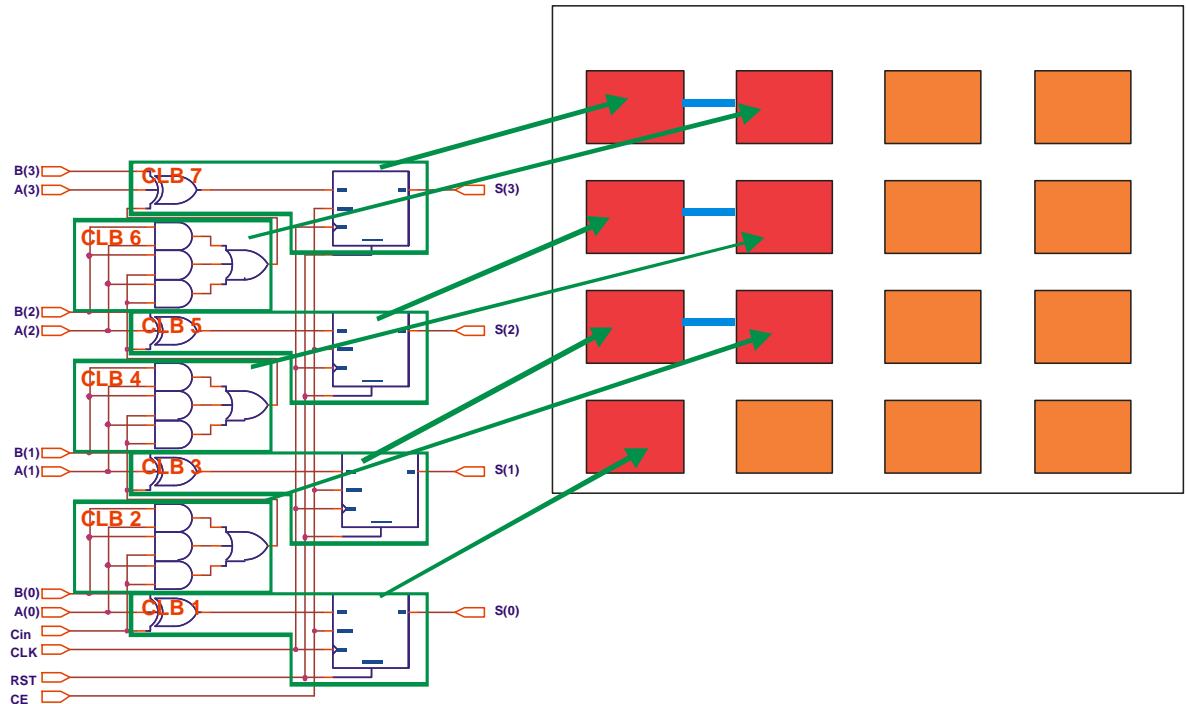 B(3)
CLB 7
A(3)
S(3)
CLB 6
B(2)
A(2)
CLB 5
S(2)
CLB 4
B(1)
A(1)
CLB 3
S(1)
CLB 2
B(0)
A(0)
CLB 1
S(0)
Cin
CLK
RST
CE